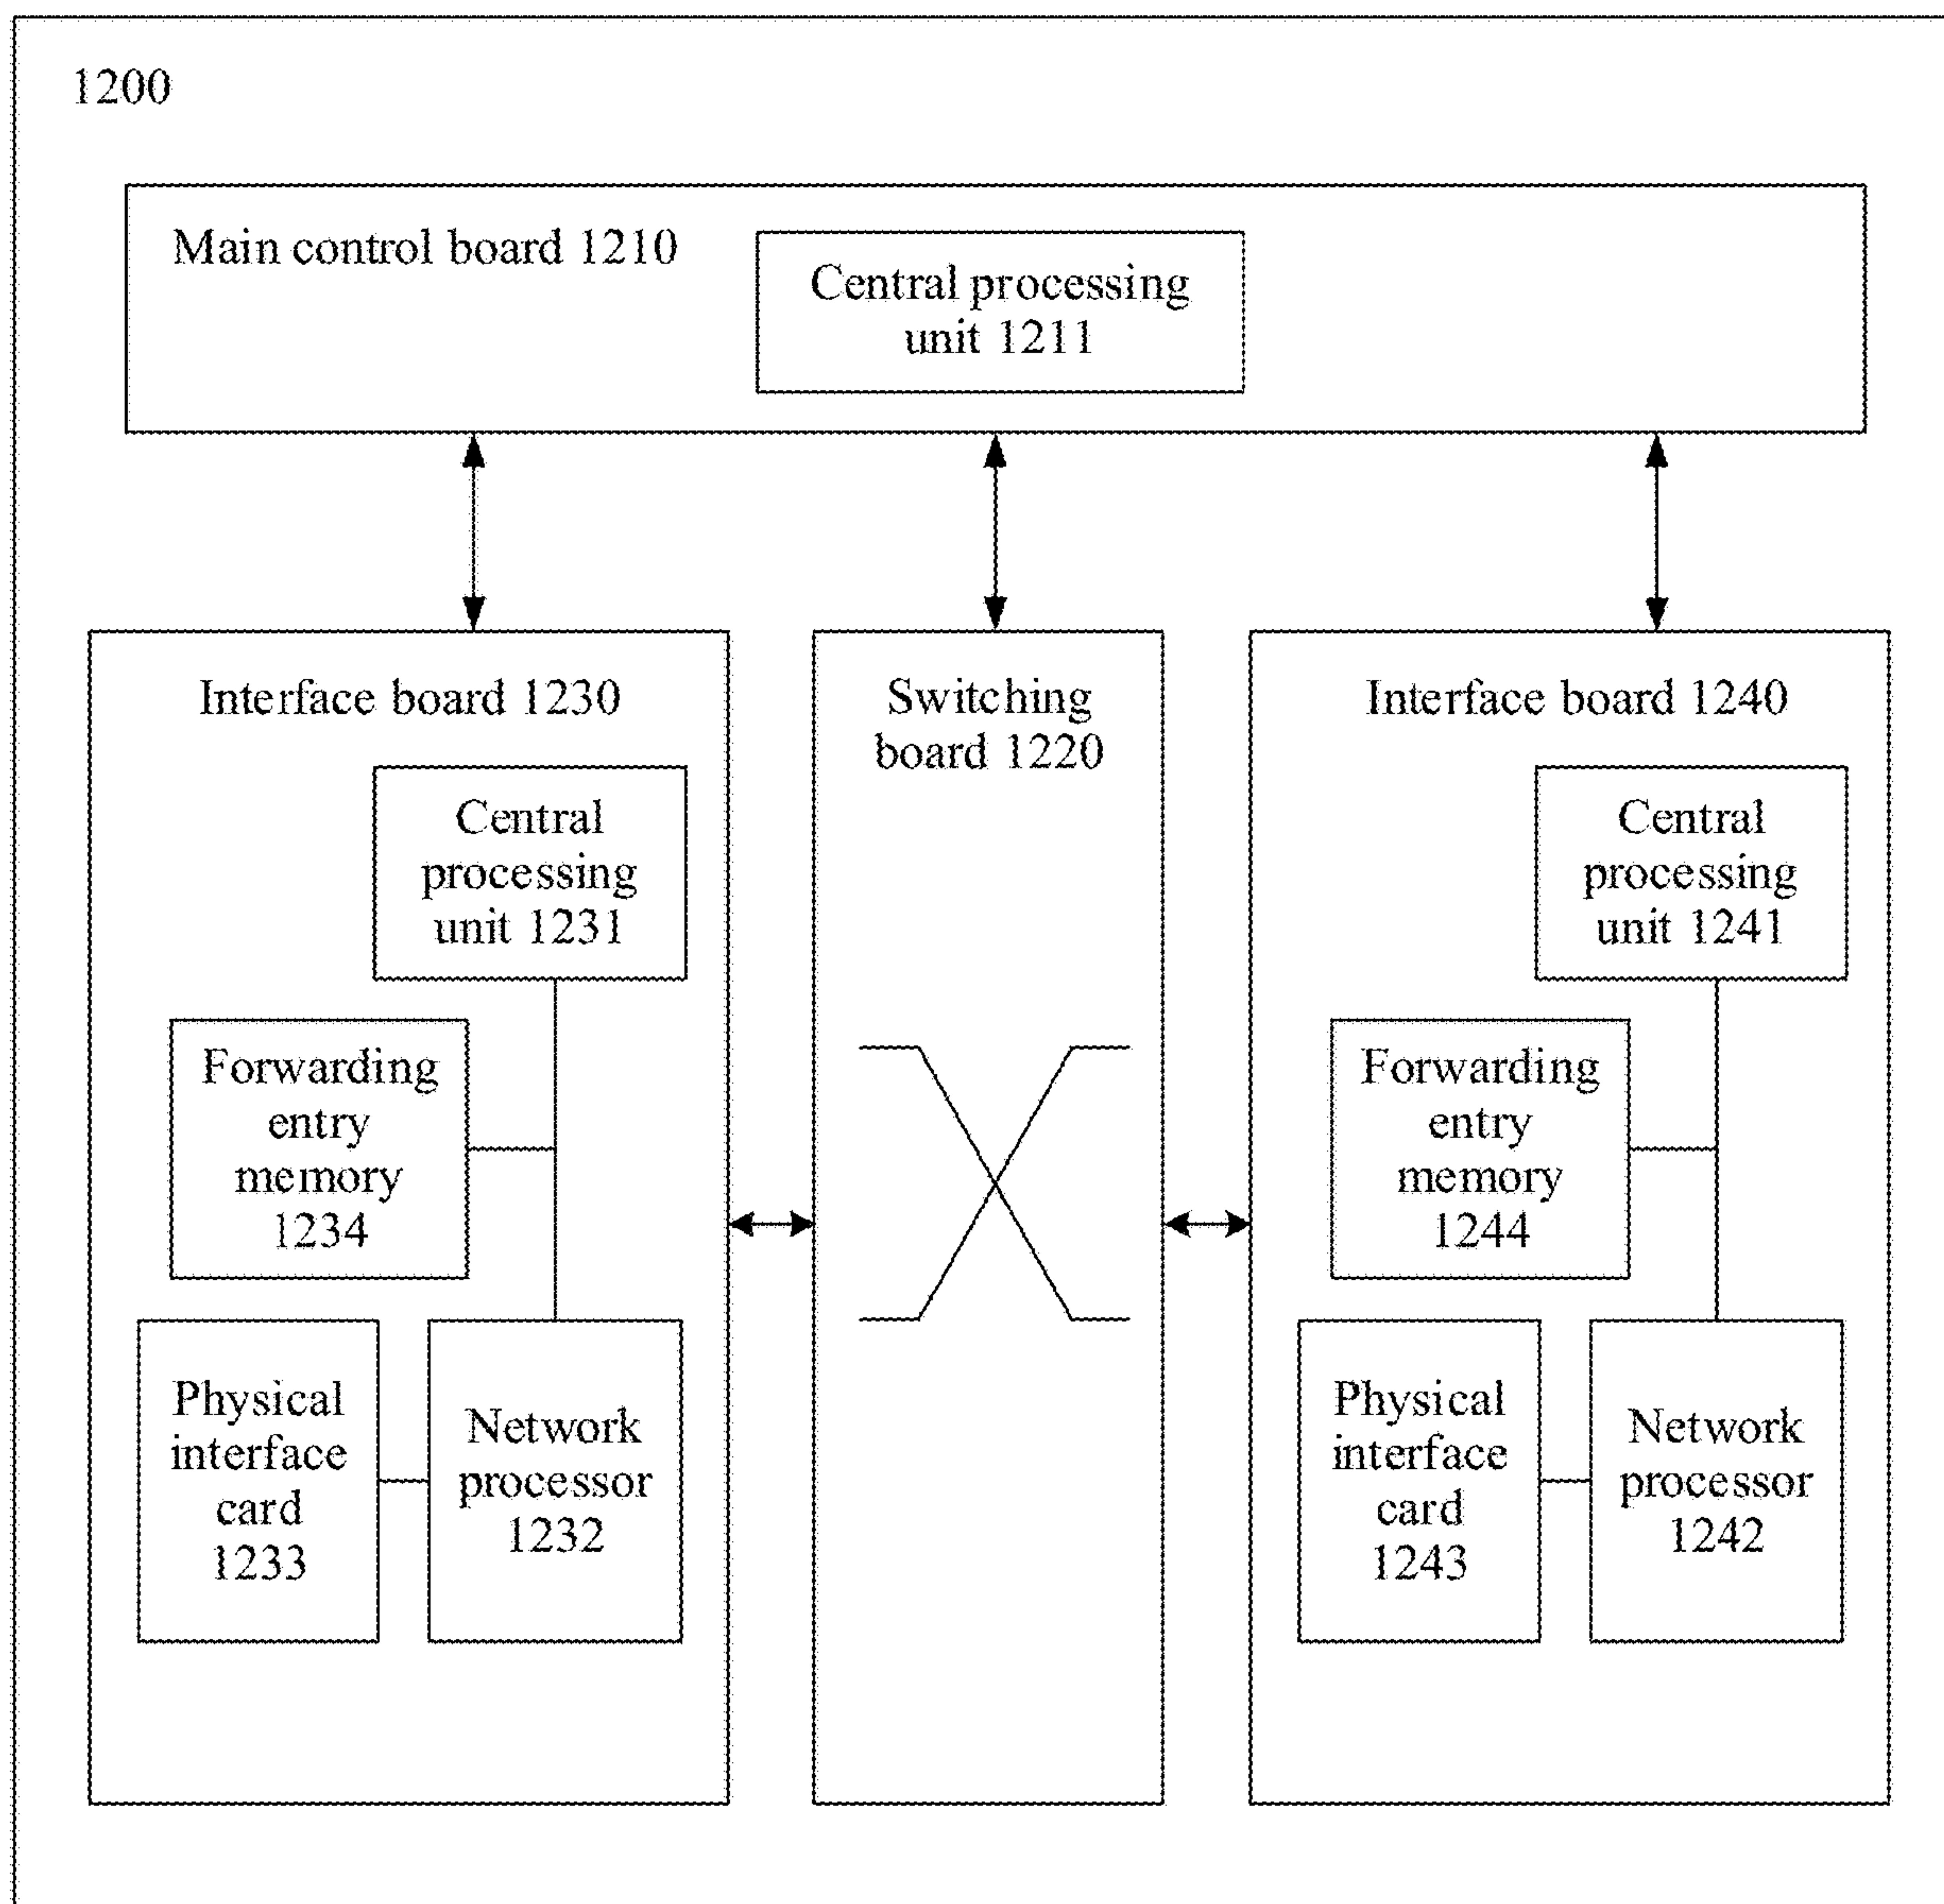 1200
Main control board 1210
Central processing
unit 1211
Interface board 1230
Central
processing
unit 1231
Forwarding
entry
memory
1234
Physical
interface
card
1233
Network
processor
1232
Switching
board 1220
Interface board 1240
Central
processing
unit 1241
Forwarding
entry
memory
1244
Physical
interface
card
1243
Network
processor
1242